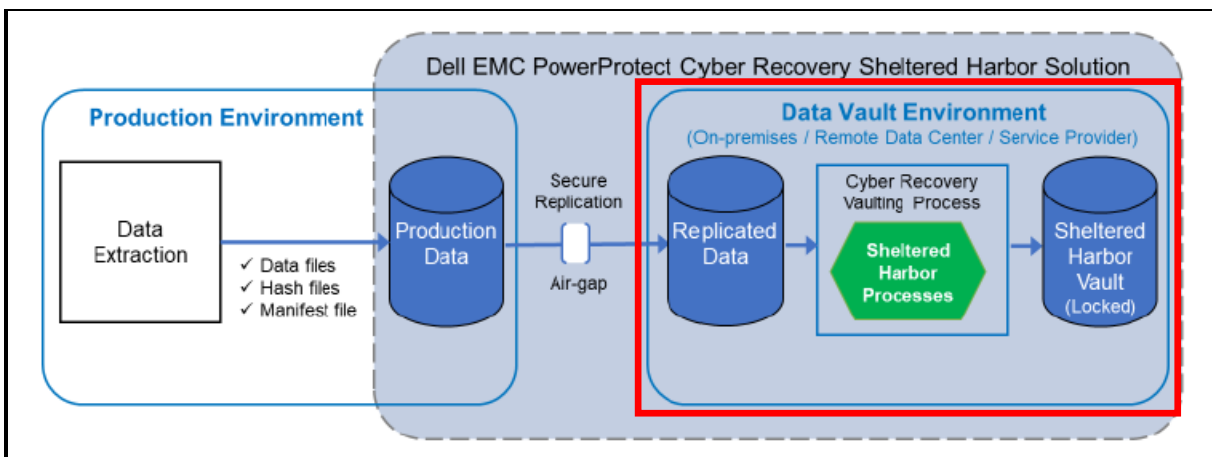 Dell EMC PowerProtect Cyber Recovery Sheltered Harbor Solution
Production Environment
Data
Extraction
✓ Data files
✓ Hash files
✓ Manifest file
Production
Data
Secure
Replication
Air-gap
Data Vault Environment
(On-premises / Remote Data Center / Service Provider)
Replicated
Data
Cyber Recovery
Vaulting Process
Sheltered
Harbor
Processes
Sheltered
Harbor
Vault
(Locked)